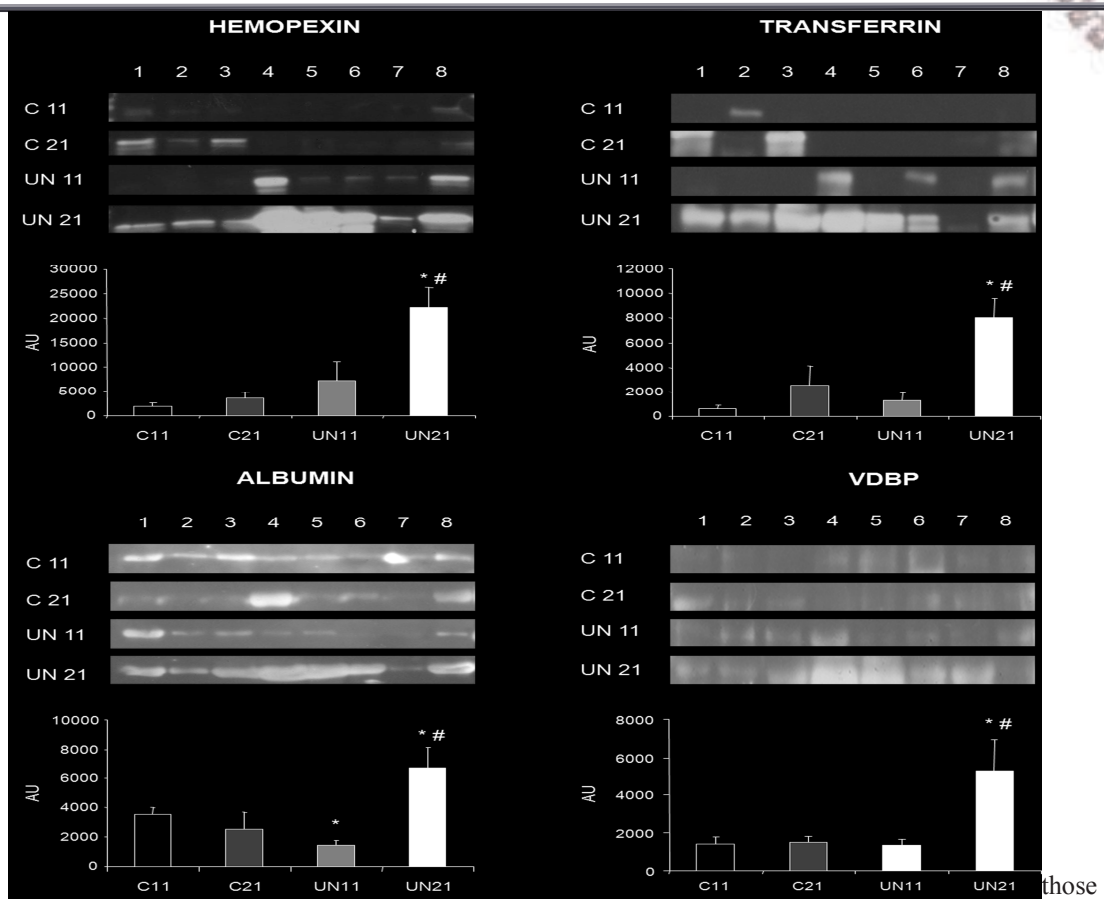 HEMOPEXIN
1 2 3 4 5 6 7 8
C 11
C 21
UN 11
UN 21
30000
25000
20000
15000
10000
5000
0
AU
* #
C11 C21 UN11 UN21
TRANSFERRIN
1 2 3 4 5 6 7 8
C 11
C 21
UN 11
UN 21
12000
10000
8000
6000
4000
2000
0
AU
* #
C11 C21 UN11 UN21
ALBUMIN
1 2 3 4 5 6 7 8
C 11
C 21
UN 11
UN 21
10000
8000
6000
4000
2000
0
AU
*
* #
C11 C21 UN11 UN21
VDBP
1 2 3 4 5 6 7 8
C 11
C 21
UN 11
UN 21
8000
6000
4000
2000
0
AU
* #
C11 C21 UN11 UN21
those